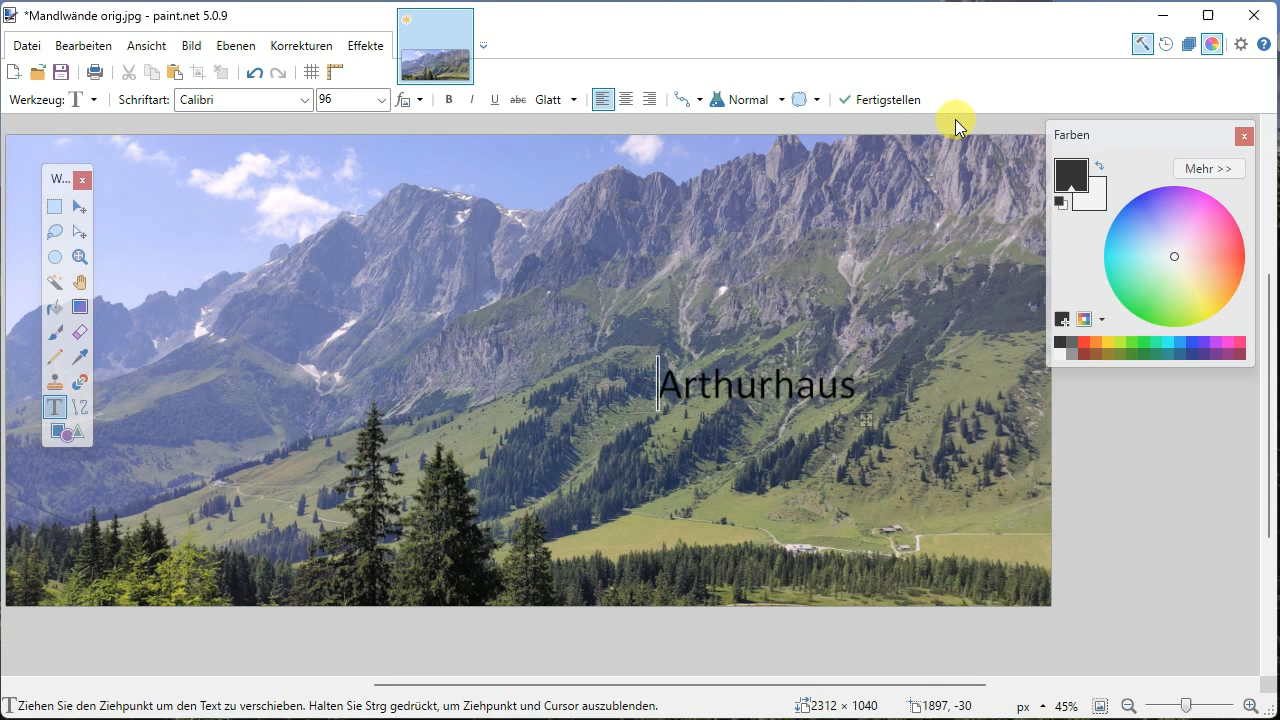 *Mandlwände orig.jpg - paint.net 5.0.9
Datei Bearbeiten Ansicht Bild Ebenen Korrekturen Effekte
Werkzeug: T Schriftart: Calibri 96 B I U abc Glatt Normal Fertigstellen
Farben
W...
Mehr >>
Arthurhaus
Ziehen Sie den Ziehpunkt um den Text zu verschieben. Halten Sie Strg gedrückt, um Ziehpunkt und Cursor auszublenden. 2312 × 1040 1897, -30 px 45%